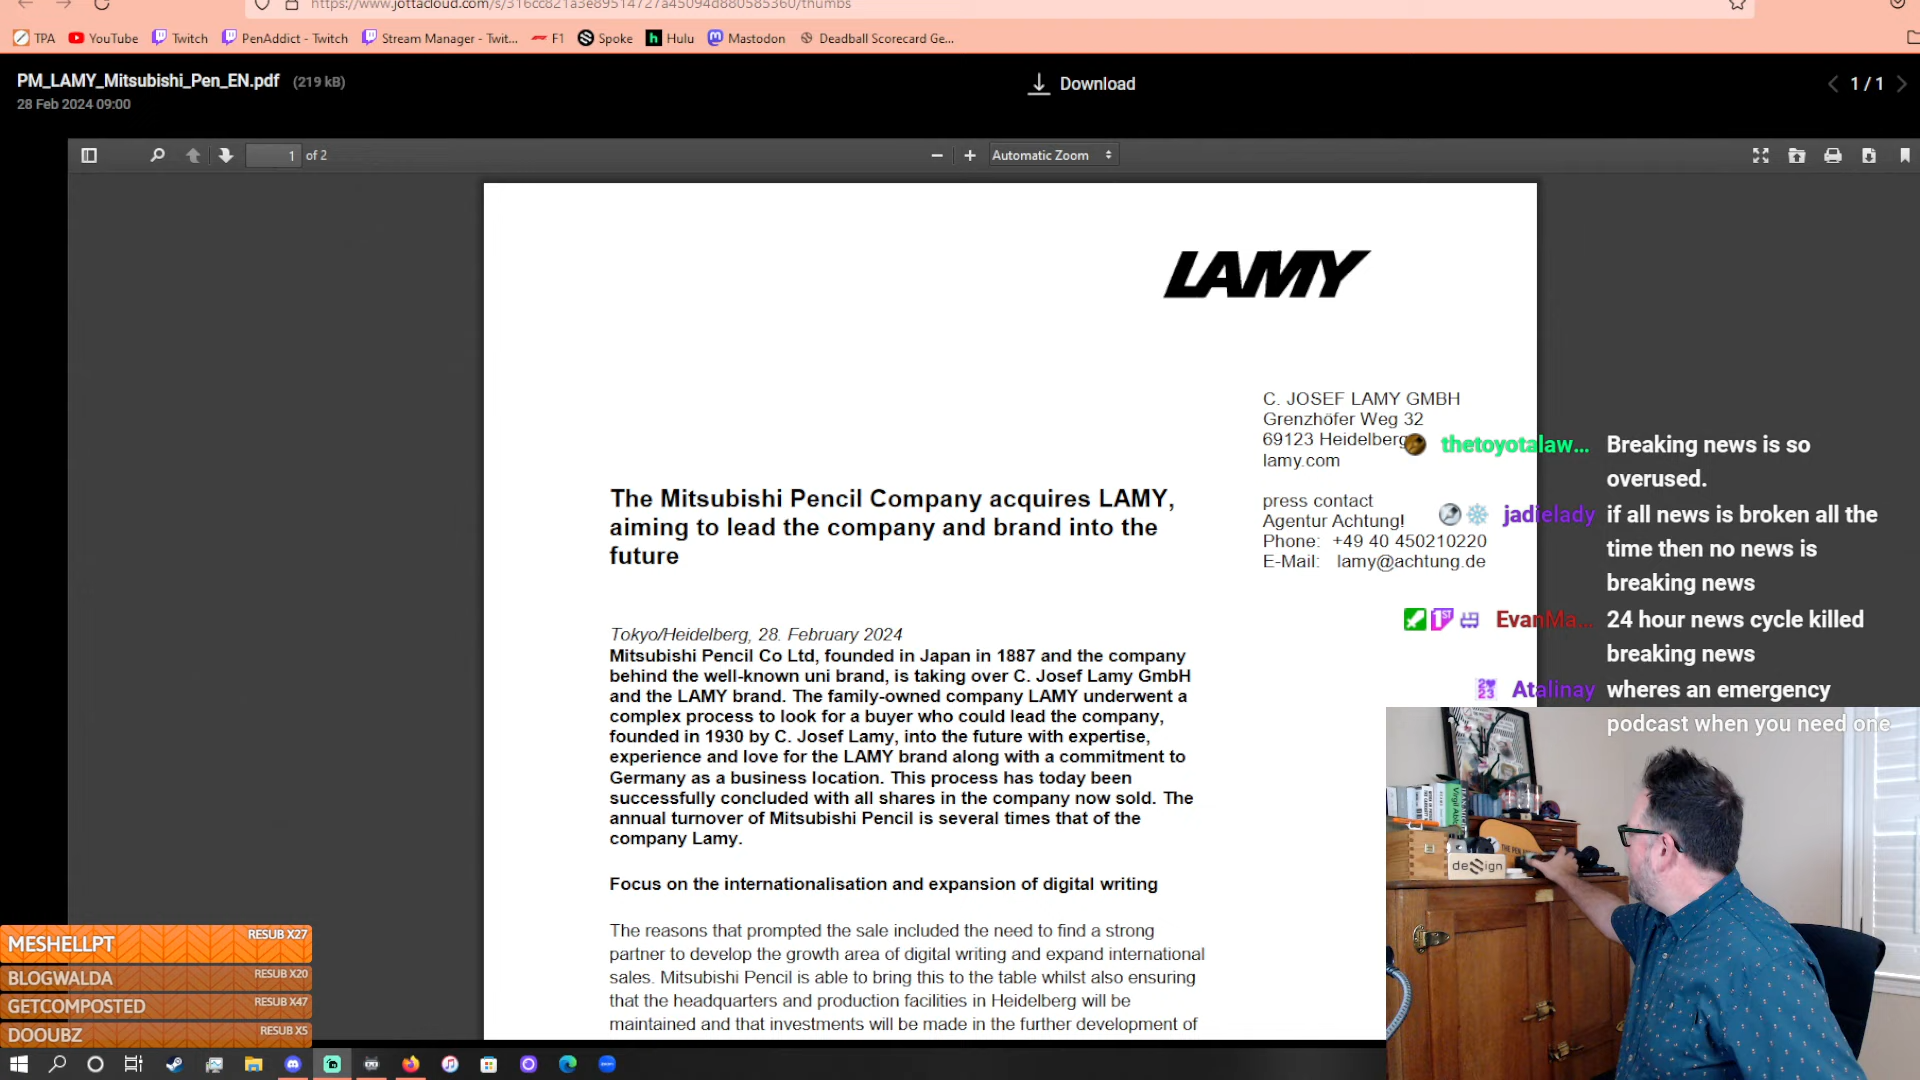 https://www.jottacloud.com/s/316cc821a3e89514727a45094d880585360/thumbs
TPA YouTube Twitch PenAddict - Twitch Stream Manager - Twit... F1 Spoke Hulu Mastodon Deadball Scorecard Ge...
PM_LAMY_Mitsubishi_Pen_EN.pdf (219 kB)
28 Feb 2024 09:00
Download
1 / 1
1 of 2
Automatic Zoom
LAMY
C. JOSEF LAMY GMBH
Grenzhöfer Weg 32
69123 Heidelberg
lamy.com
press contact
Agentur Achtung!
Phone: +49 40 450210220
E-Mail: lamy@achtung.de
The Mitsubishi Pencil Company acquires LAMY,
aiming to lead the company and brand into the
future
Tokyo/Heidelberg, 28. February 2024
Mitsubishi Pencil Co Ltd, founded in Japan in 1887 and the company
behind the well-known uni brand, is taking over C. Josef Lamy GmbH
and the LAMY brand. The family-owned company LAMY underwent a
complex process to look for a buyer who could lead the company,
founded in 1930 by C. Josef Lamy, into the future with expertise,
experience and love for the LAMY brand along with a commitment to
Germany as a business location. This process has today been
successfully concluded with all shares in the company now sold. The
annual turnover of Mitsubishi Pencil is several times that of the
company Lamy.
Focus on the internationalisation and expansion of digital writing
The reasons that prompted the sale included the need to find a strong
partner to develop the growth area of digital writing and expand international
sales. Mitsubishi Pencil is able to bring this to the table whilst also ensuring
that the headquarters and production facilities in Heidelberg will be
maintained and that investments will be made in the further development of
thetoyotalaw... Breaking news is so
overused.
jadielady if all news is broken all the
time then no news is
breaking news
EvanMa... 24 hour news cycle killed
breaking news
Atalinay wheres an emergency
podcast when you need one
THE PEN
deSSign
MESHELLPT RESUB X27
BLOGWALDA RESUB X20
GETCOMPOSTED RESUB X47
DOOUBZ RESUB X5